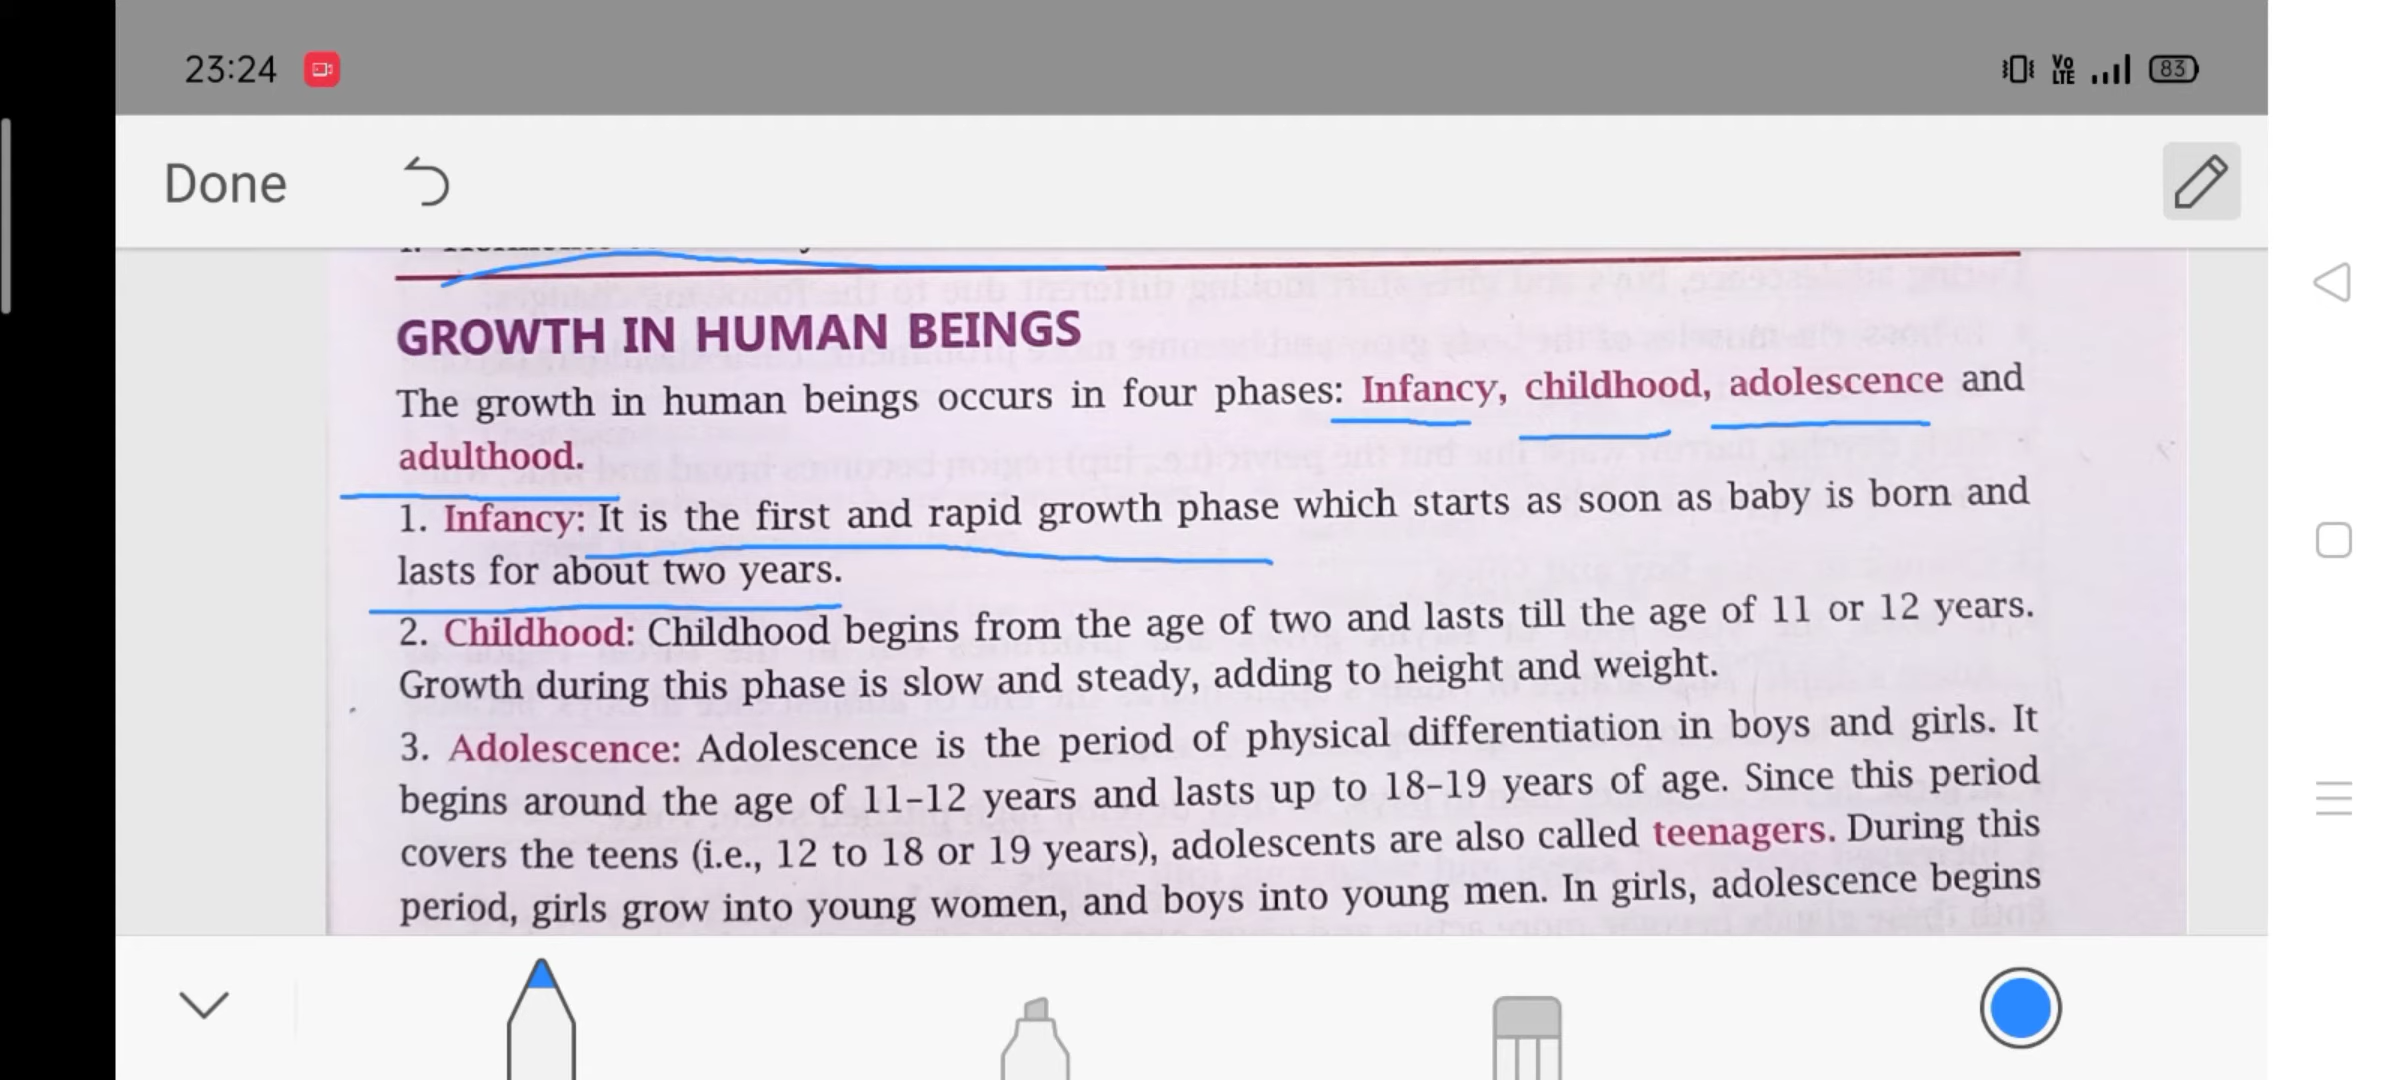 23:24
Vo LTE 83
Done
GROWTH IN HUMAN BEINGS
The growth in human beings occurs in four phases: Infancy, childhood, adolescence and
adulthood.
1. Infancy: It is the first and rapid growth phase which starts as soon as baby is born and
lasts for about two years.
2. Childhood: Childhood begins from the age of two and lasts till the age of 11 or 12 years.
Growth during this phase is slow and steady, adding to height and weight.
3. Adolescence: Adolescence is the period of physical differentiation in boys and girls. It
begins around the age of 11–12 years and lasts up to 18–19 years of age. Since this period
covers the teens (i.e., 12 to 18 or 19 years), adolescents are also called teenagers. During this
period, girls grow into young women, and boys into young men. In girls, adolescence begins